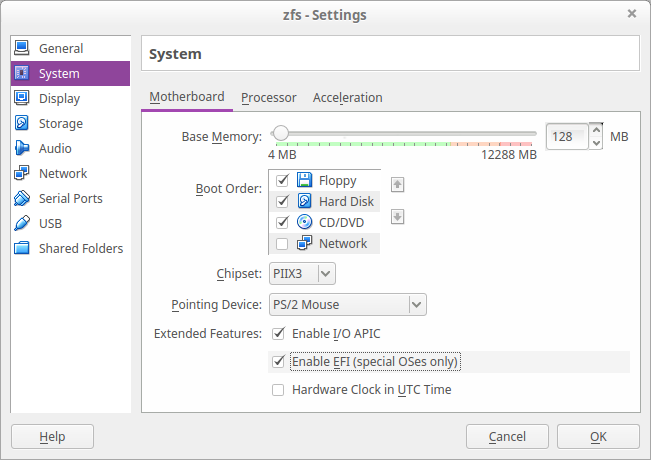 zfs - Settings
General
System
Display
Storage
Audio
Network
Serial Ports
USB
Shared Folders
System
Motherboard Processor Acceleration
Base Memory: 128 MB
4 MB 12288 MB
Boot Order: Floppy
Hard Disk
CD/DVD
Network
Chipset: PIIX3
Pointing Device: PS/2 Mouse
Extended Features: Enable I/O APIC
Enable EFI (special OSes only)
Hardware Clock in UTC Time
Help Cancel OK